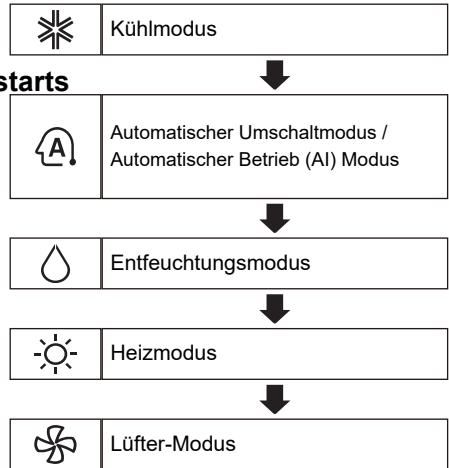 Kühlmodus
starts
A
Automatischer Umschaltmodus /
Automatischer Betrieb (AI) Modus
Entfeuchtungsmodus
Heizmodus
Lüfter-Modus